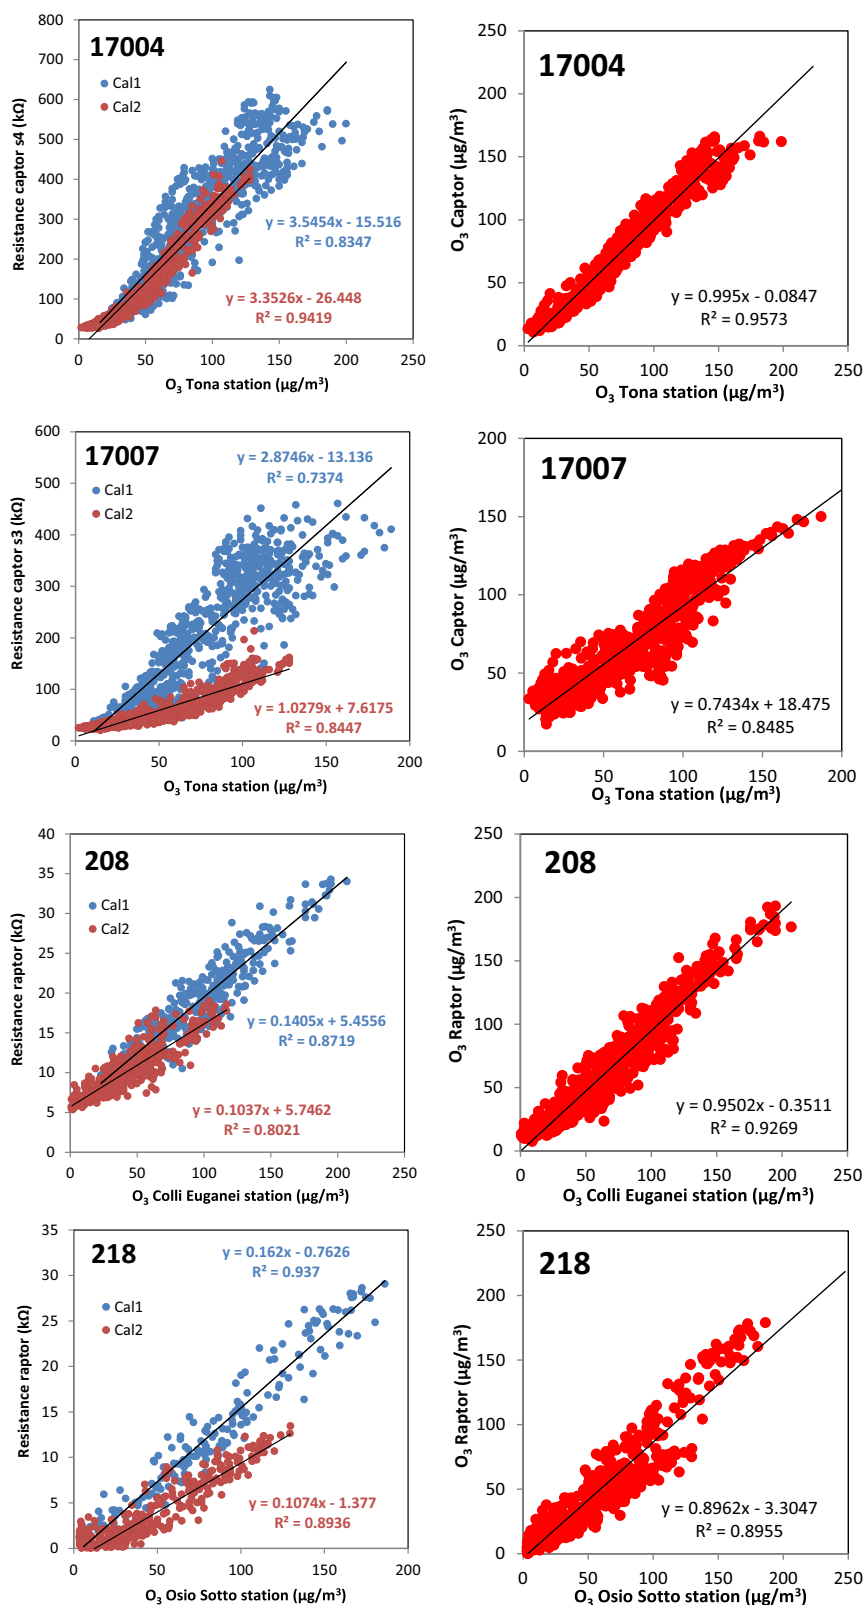 17004
Cal1
Cal2
800
700
600
500
400
300
200
100
0
Resistance captor s4 (kΩ)
y = 3.5454x - 15.516
R² = 0.8347
y = 3.3526x - 26.448
R² = 0.9419
0 50 100 150 200 250
O₃ Tona station (µg/m³)
17004
250
200
150
100
50
0
O₃ Captor (µg/m³)
y = 0.995x - 0.0847
R² = 0.9573
0 50 100 150 200 250
O₃ Tona station (µg/m³)
17007
Cal1
Cal2
600
500
400
300
200
100
0
Resistance captor s3 (kΩ)
y = 2.8746x - 13.136
R² = 0.7374
y = 1.0279x + 7.6175
R² = 0.8447
0 50 100 150 200
O₃ Tona station (µg/m³)
17007
200
150
100
50
0
O₃ Captor (µg/m³)
y = 0.7434x + 18.475
R² = 0.8485
0 50 100 150 200
O₃ Tona station (µg/m³)
208
Cal1
Cal2
40
35
30
25
20
15
10
5
0
Resistance raptor (kΩ)
y = 0.1405x + 5.4556
R² = 0.8719
y = 0.1037x + 5.7462
R² = 0.8021
0 50 100 150 200 250
O₃ Colli Euganei station (µg/m³)
208
250
200
150
100
50
0
O₃ Raptor (µg/m³)
y = 0.9502x - 0.3511
R² = 0.9269
0 50 100 150 200 250
O₃ Colli Euganei station (µg/m³)
218
Cal1
Cal2
35
30
25
20
15
10
5
0
Resistance raptor (kΩ)
y = 0.162x - 0.7626
R² = 0.937
y = 0.1074x - 1.377
R² = 0.8936
0 50 100 150 200
O₃ Osio Sotto station (µg/m³)
218
250
200
150
100
50
0
O₃ Raptor (µg/m³)
y = 0.8962x - 3.3047
R² = 0.8955
0 50 100 150 200 250
O₃ Osio Sotto station (µg/m³)